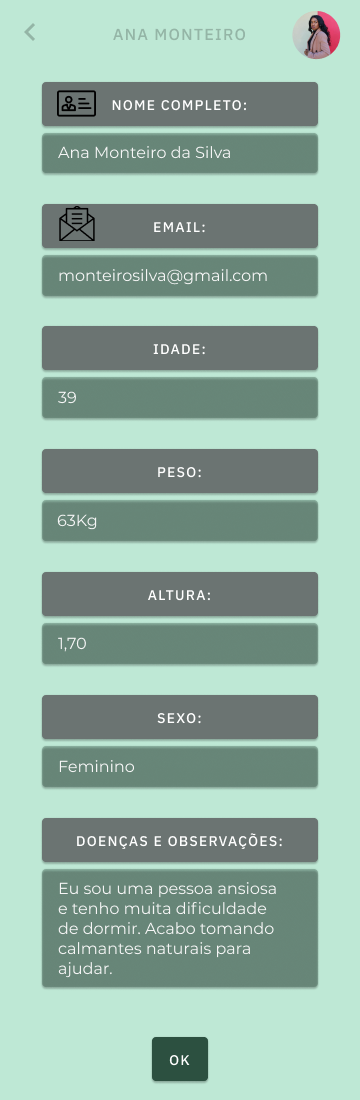 ANA MONTEIRO
NOME COMPLETO:
Ana Monteiro da Silva
EMAIL:
monteirosilva@gmail.com
IDADE:
39
PESO:
63Kg
ALTURA:
1,70
SEXO:
Feminino
DOENÇAS E OBSERVAÇÕES:
Eu sou uma pessoa ansiosa
e tenho muita dificuldade
de dormir. Acabo tomando
calmantes naturais para
ajudar.
OK